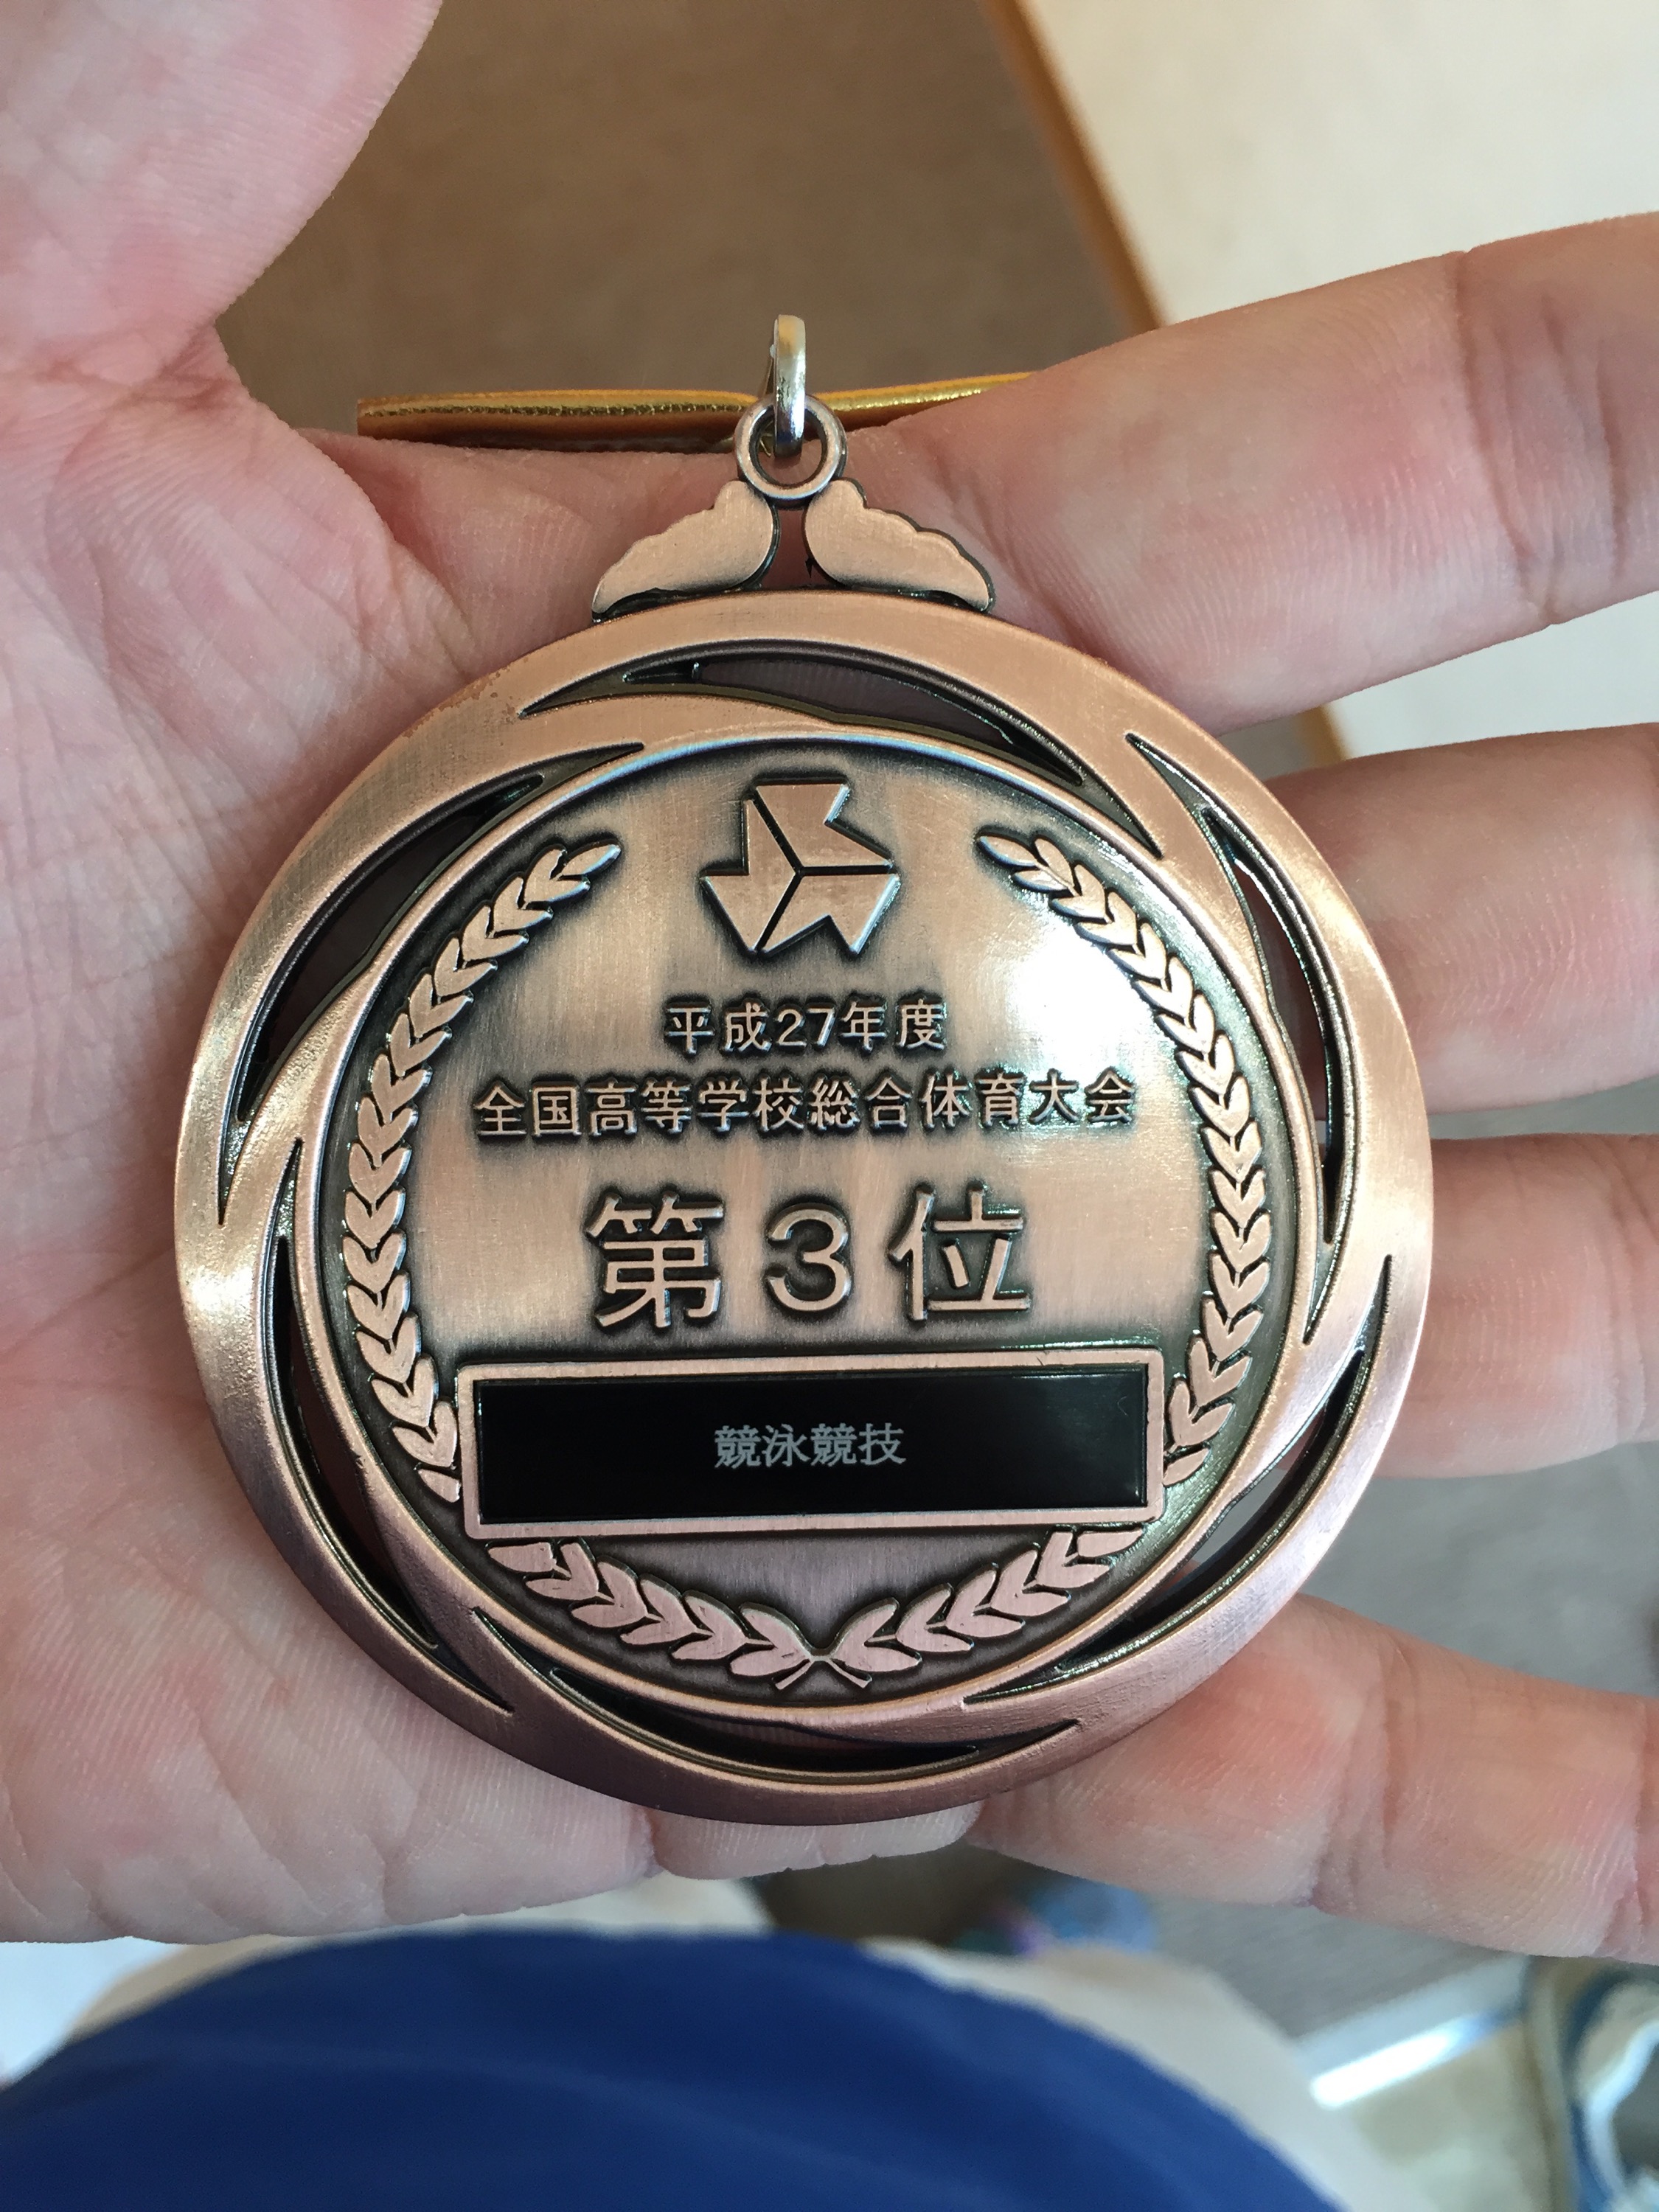 平成27年度
全国高等学校総合体育大会
第3位
競泳競技